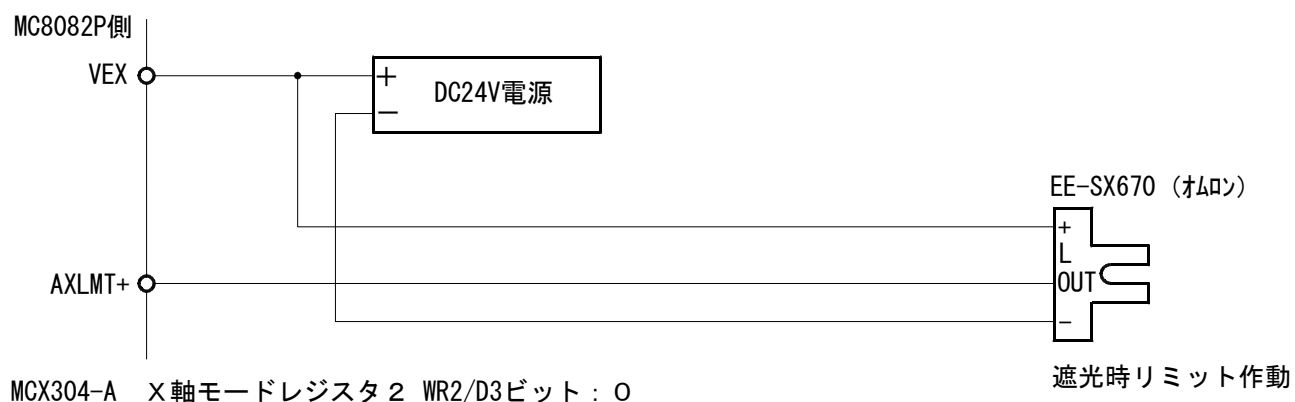 MC8082P側
VEX
+
DC24V電源
−
EE-SX670 (オムロン)
+
L
AXLMT+
OUT
−
遮光時リミット作動
MCX304-A X軸モードレジスタ2 WR2/D3ビット : 0